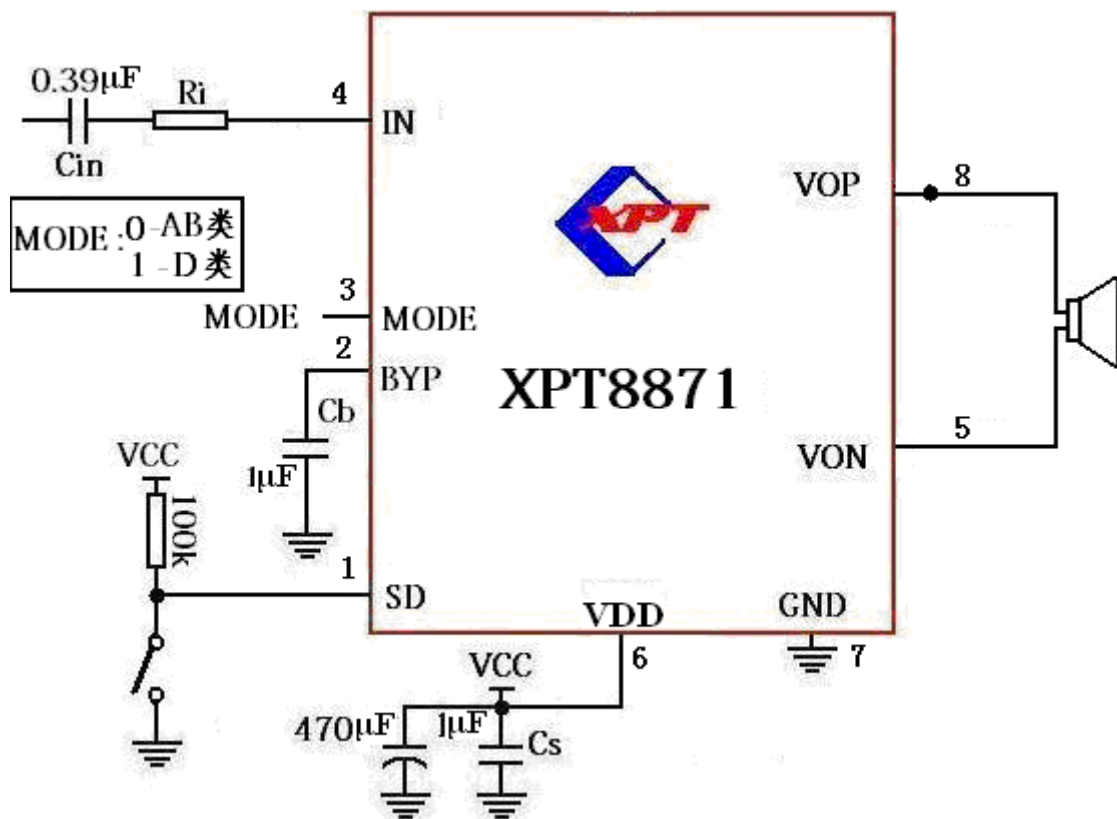 0.39μF
Ri
Cin
4
IN
MODE : 0-AB类
1 -D 类
VOP
8
XPT
3
MODE
MODE
2
BYP
XPT8871
Cb
1μF
5
VON
VCC
100k
1
SD
VDD
GND
6
7
VCC
470μF
1μF
Cs